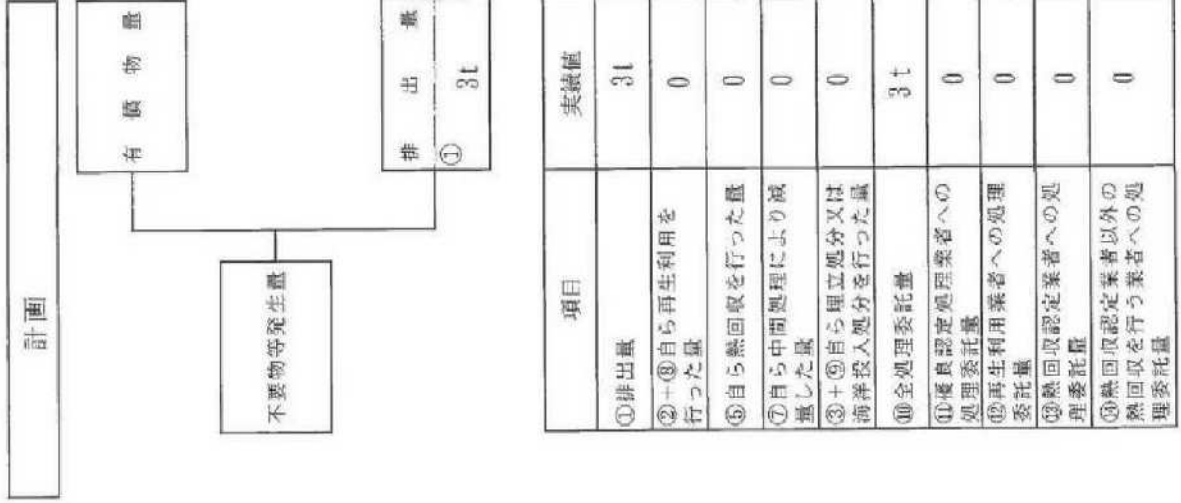 計画
有償物量
不要物等発生量
排出量
①
3t
項目
実績値
①排出量
3t
②+⑧自ら再生利用を
行った量
0
⑤自ら熱回収を行った量
0
⑦自ら中間処理により減
量した量
0
③+⑨自ら埋立処分又は
海洋投入処分を行った量
0
⑩全処理委託量
3t
⑪優良認定処理業者への
処理委託量
0
⑫再生利用業者への処理
委託量
0
⑬熱回収認定業者への処
理委託量
0
⑭熱回収認定業者以外の
熱回収を行う業者への処
理委託量
0